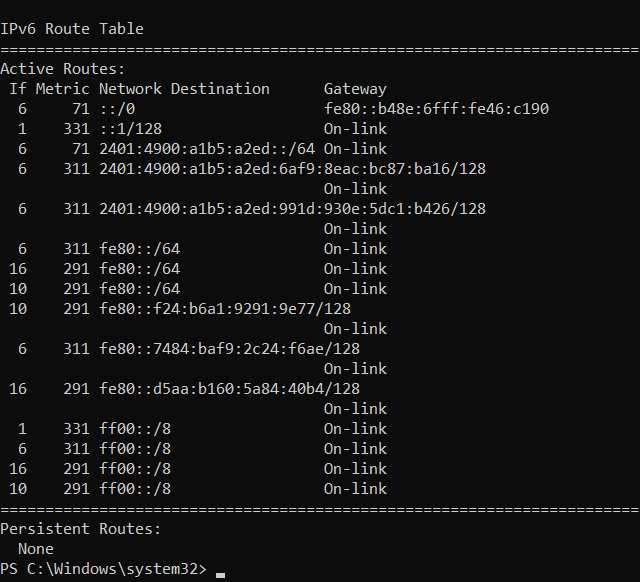 IPv6 Route Table
===========================================================================
Active Routes:
 If Metric Network Destination      Gateway
  6     71 ::/0                     fe80::b48e:6fff:fe46:c190
  1    331 ::1/128                  On-link
  6     71 2401:4900:a1b5:a2ed::/64 On-link
  6    311 2401:4900:a1b5:a2ed:6af9:8eac:bc87:ba16/128
                                    On-link
  6    311 2401:4900:a1b5:a2ed:991d:930e:5dc1:b426/128
                                    On-link
  6    311 fe80::/64                On-link
 16    291 fe80::/64                On-link
 10    291 fe80::/64                On-link
 10    291 fe80::f24:b6a1:9291:9e77/128
                                    On-link
  6    311 fe80::7484:baf9:2c24:f6ae/128
                                    On-link
 16    291 fe80::d5aa:b160:5a84:40b4/128
                                    On-link
  1    331 ff00::/8                 On-link
  6    311 ff00::/8                 On-link
 16    291 ff00::/8                 On-link
 10    291 ff00::/8                 On-link
===========================================================================
Persistent Routes:
  None
PS C:\Windows\system32> _